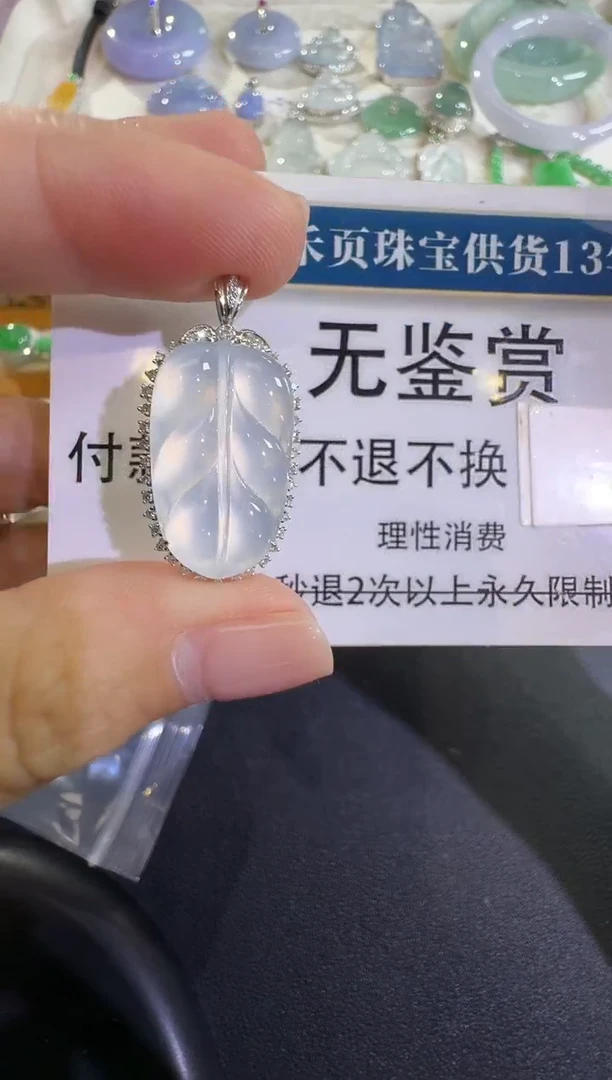 页珠宝供货13
无鉴赏
付 不退不换
理性消费
秒退2次以上永久限制